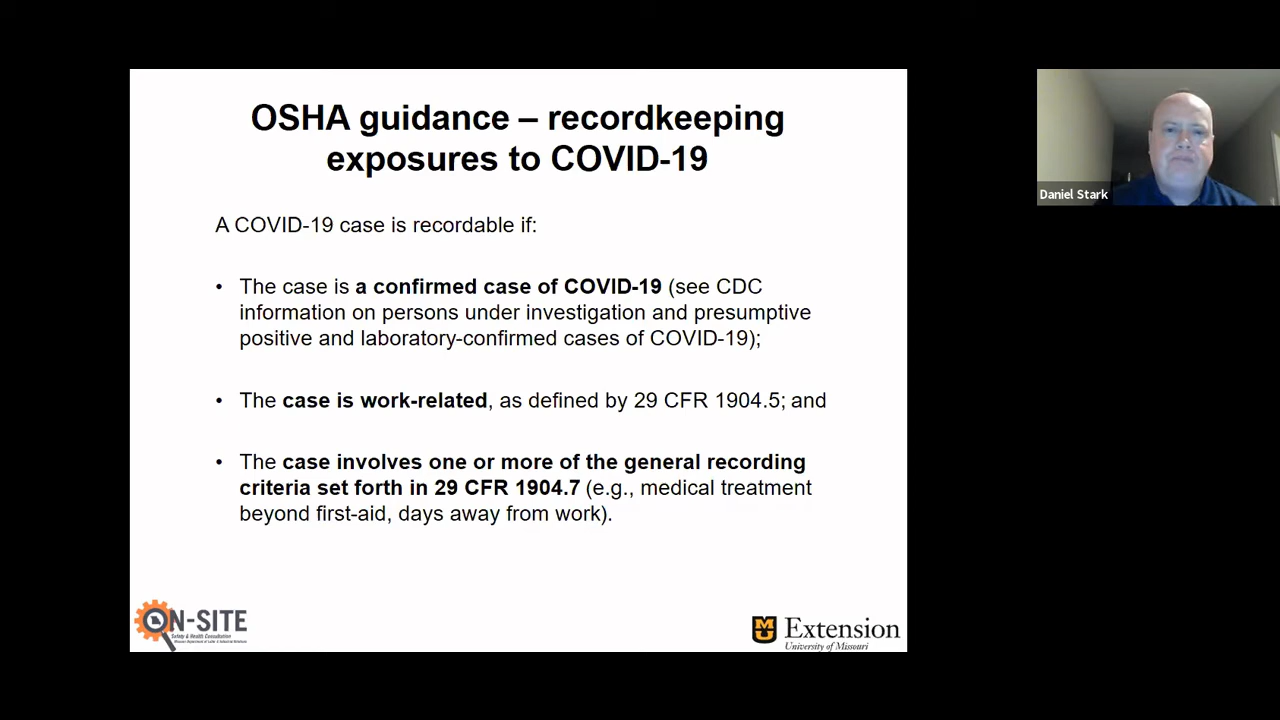 OSHA guidance – recordkeeping
exposures to COVID-19
A COVID-19 case is recordable if:
• The case is a confirmed case of COVID-19 (see CDC
information on persons under investigation and presumptive
positive and laboratory-confirmed cases of COVID-19);
• The case is work-related, as defined by 29 CFR 1904.5; and
• The case involves one or more of the general recording
criteria set forth in 29 CFR 1904.7 (e.g., medical treatment
beyond first-aid, days away from work).
Daniel Stark
ON-SITE
Safety & Health Consultation
Missouri Department of Labor & Industrial Relations
MU Extension
University of Missouri